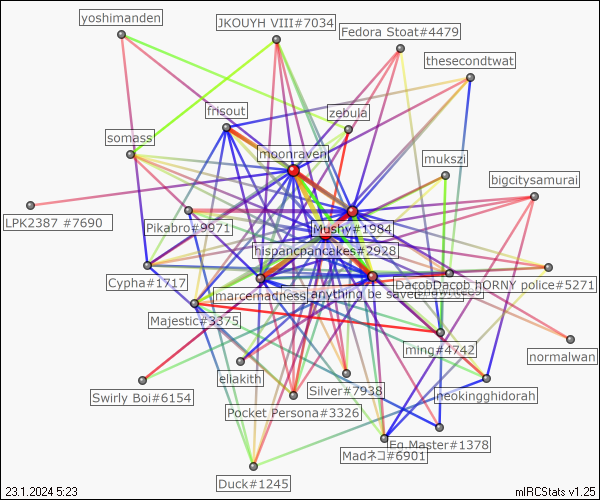 yoshimanden
JKOUYH VIII#7034
Fedora Stoat#4479
thesecondtwat
frisout
zebula
somass
moonraven
mukszi
bigcitysamurai
LPK2387 #7690
Pikabro#9971
Mushy#1984
hispancpancakes#2928
Cypha#1717
DacobDacob hORNY police#5271
marcemadness
anything be save
Majestic#3375
ming#4742
normalwan
eliakith
Silver#7938
neokingghidorah
Swirly Boi#6154
Pocket Persona#3326
Eg.Master#1378
Madネコ#6901
Duck#1245
23.1.2024 5:23
mIRCStats v1.25